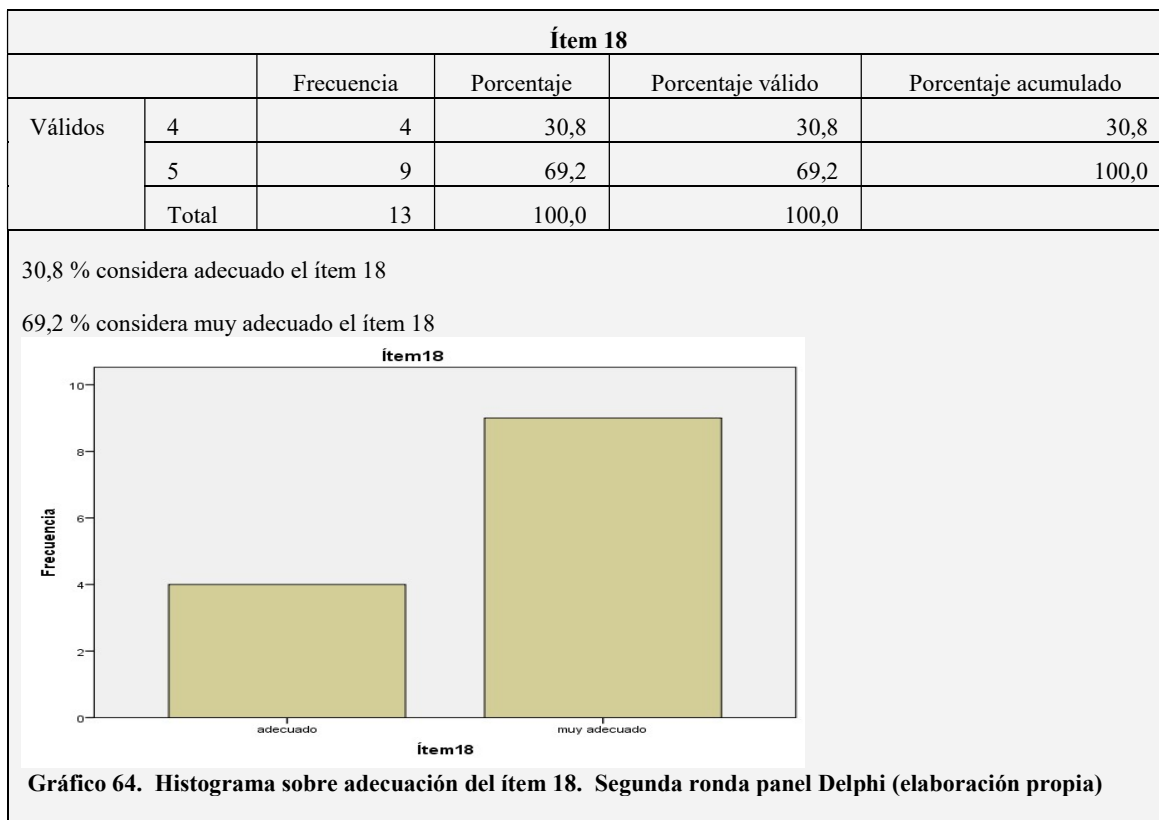 Ítem 18
Frecuencia Porcentaje Porcentaje válido Porcentaje acumulado
Válidos 4 4 30,8 30,8 30,8
5 9 69,2 69,2 100,0
Total 13 100,0 100,0
30,8 % considera adecuado el ítem 18
69,2 % considera muy adecuado el ítem 18
Ítem18
10
8
6
4
2
0
Frecuencia
adecuado muy adecuado
Ítem18
Gráfico 64. Histograma sobre adecuación del ítem 18. Segunda ronda panel Delphi (elaboración propia)